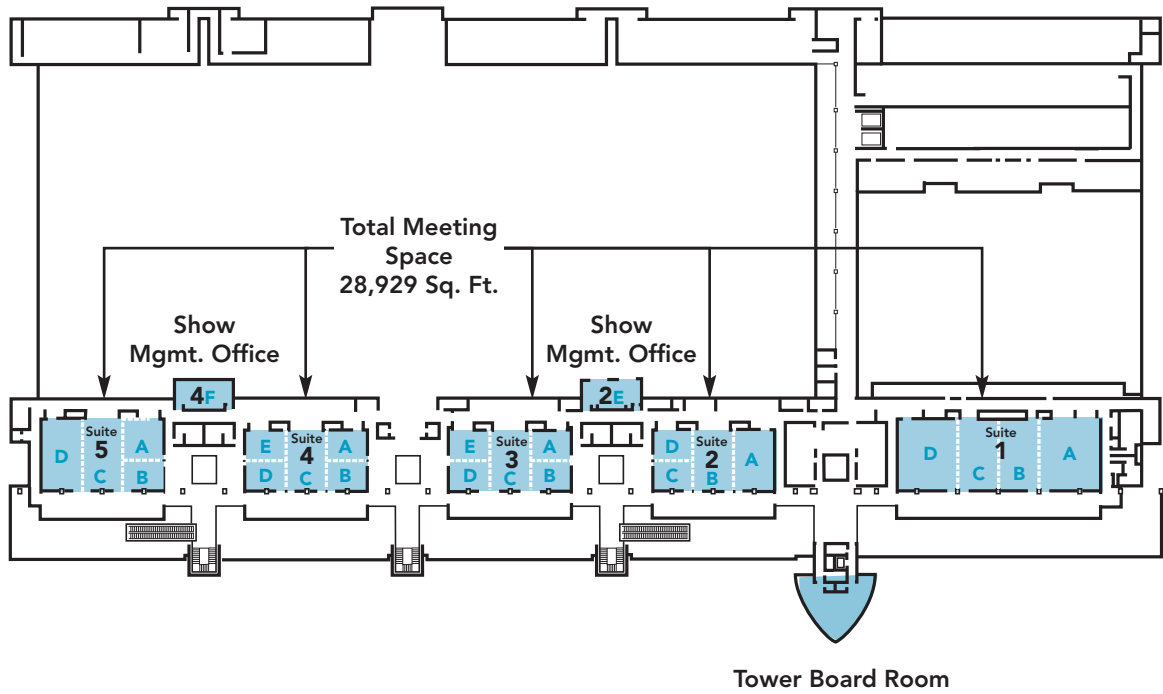 Total Meeting
Space
28,929 Sq. Ft.
Show
Mgmt. Office
Show
Mgmt. Office
4F
2E
Suite
5
A
B
C
D
Suite
4
A
B
C
D
E
Suite
3
A
B
C
D
E
Suite
2
A
B
C
D
Suite
1
A
B
C
D
Tower Board Room